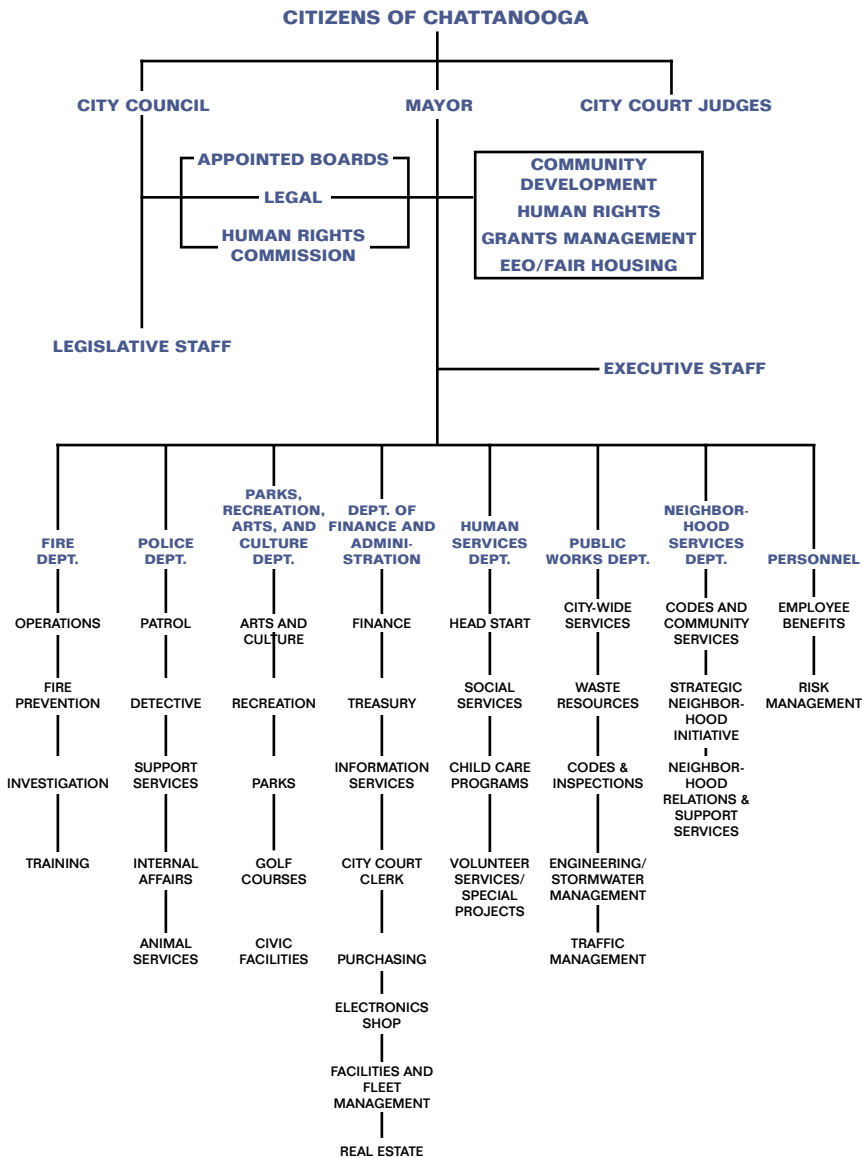 CITIZENS OF CHATTANOOGA
CITY COUNCIL
MAYOR
CITY COURT JUDGES
APPOINTED BOARDS
LEGAL
HUMAN RIGHTS
COMMISSION
COMMUNITY
DEVELOPMENT
HUMAN RIGHTS
GRANTS MANAGEMENT
EEO/FAIR HOUSING
LEGISLATIVE STAFF
EXECUTIVE STAFF
FIRE
DEPT.
OPERATIONS
FIRE
PREVENTION
INVESTIGATION
TRAINING
POLICE
DEPT.
PATROL
DETECTIVE
SUPPORT
SERVICES
INTERNAL
AFFAIRS
ANIMAL
SERVICES
PARKS,
RECREATION,
ARTS, AND
CULTURE
DEPT.
ARTS AND
CULTURE
RECREATION
PARKS
GOLF
COURSES
CIVIC
FACILITIES
DEPT. OF
FINANCE AND
ADMINI-
STRATION
FINANCE
TREASURY
INFORMATION
SERVICES
CITY COURT
CLERK
PURCHASING
ELECTRONICS
SHOP
FACILITIES AND
FLEET
MANAGEMENT
REAL ESTATE
HUMAN
SERVICES
DEPT.
HEAD START
SOCIAL
SERVICES
CHILD CARE
PROGRAMS
VOLUNTEER
SERVICES/
SPECIAL
PROJECTS
PUBLIC
WORKS DEPT.
CITY-WIDE
SERVICES
WASTE
RESOURCES
CODES &
INSPECTIONS
ENGINEERING/
STORMWATER
MANAGEMENT
TRAFFIC
MANAGEMENT
NEIGHBOR-
HOOD
SERVICES
DEPT.
CODES AND
COMMUNITY
SERVICES
STRATEGIC
NEIGHBOR-
HOOD
INITIATIVE
NEIGHBOR-
HOOD
RELATIONS &
SUPPORT
SERVICES
PERSONNEL
EMPLOYEE
BENEFITS
RISK
MANAGEMENT